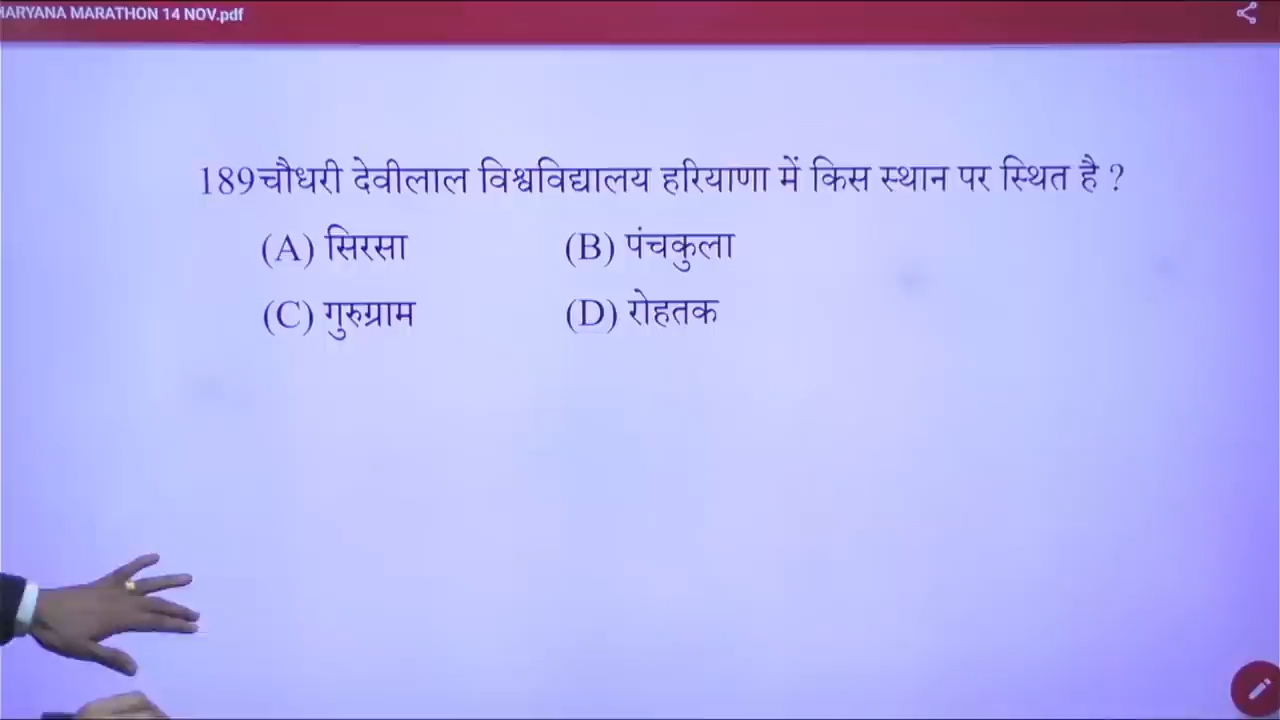 HARYANA MARATHON 14 NOV.pdf
189चौधरी देवीलाल विश्वविद्यालय हरियाणा में किस स्थान पर स्थित है ?
(A) सिरसा (B) पंचकुला
(C) गुरुग्राम (D) रोहतक